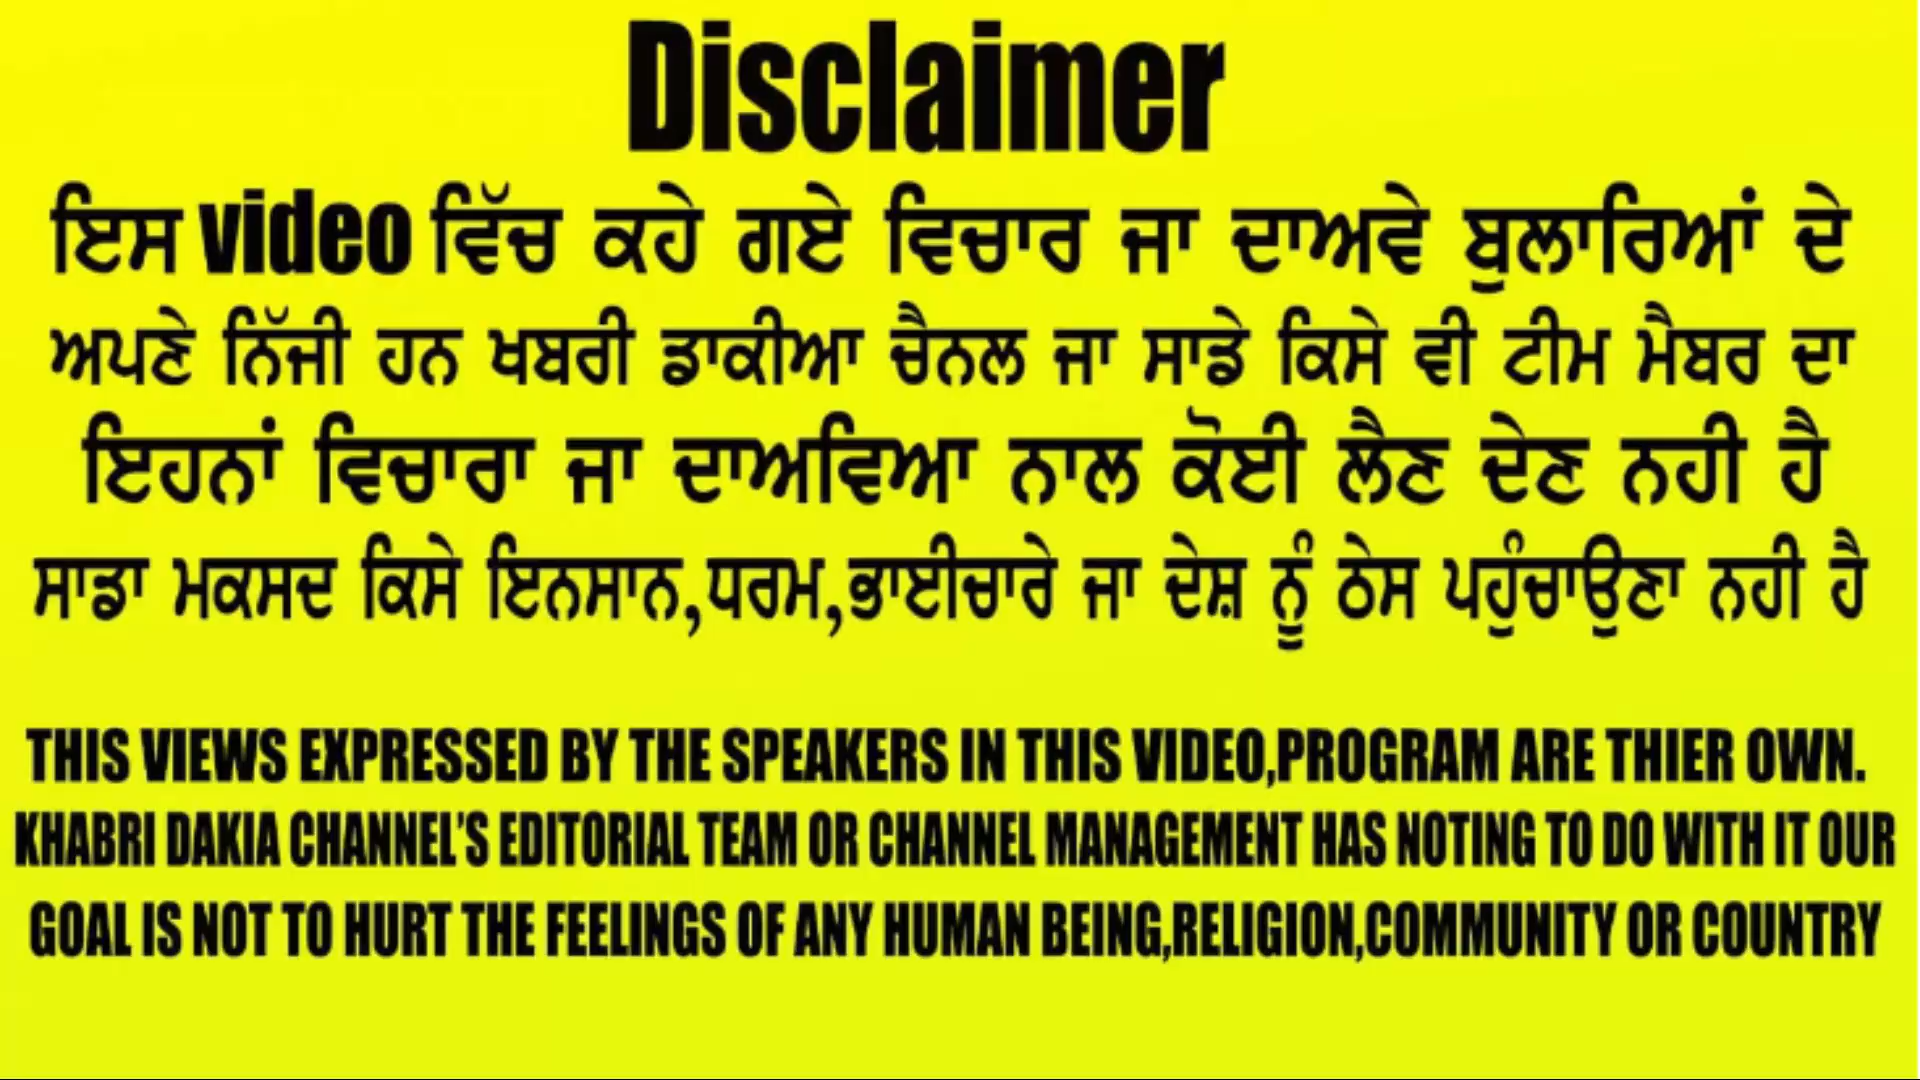 Disclaimer
ਇਸ video ਵਿੱਚ ਕਹੇ ਗਏ ਵਿਚਾਰ ਜਾ ਦਾਅਵੇ ਬੁਲਾਰਿਆਂ ਦੇ
ਅਪਣੇ ਨਿੱਜੀ ਹਨ ਖਬਰੀ ਡਾਕੀਆ ਚੈਨਲ ਜਾ ਸਾਡੇ ਕਿਸੇ ਵੀ ਟੀਮ ਮੈਬਰ ਦਾ
ਇਹਨਾਂ ਵਿਚਾਰਾ ਜਾ ਦਾਅਵਿਆ ਨਾਲ ਕੋਈ ਲੈਣ ਦੇਣ ਨਹੀ ਹੈ
ਸਾਡਾ ਮਕਸਦ ਕਿਸੇ ਇਨਸਾਨ,ਧਰਮ,ਭਾਈਚਾਰੇ ਜਾ ਦੇਸ਼ ਨੂੰ ਠੇਸ ਪਹੁੰਚਾਉਣਾ ਨਹੀ ਹੈ
THIS VIEWS EXPRESSED BY THE SPEAKERS IN THIS VIDEO,PROGRAM ARE THIER OWN.
KHABRI DAKIA CHANNEL'S EDITORIAL TEAM OR CHANNEL MANAGEMENT HAS NOTING TO DO WITH IT OUR
GOAL IS NOT TO HURT THE FEELINGS OF ANY HUMAN BEING,RELIGION,COMMUNITY OR COUNTRY